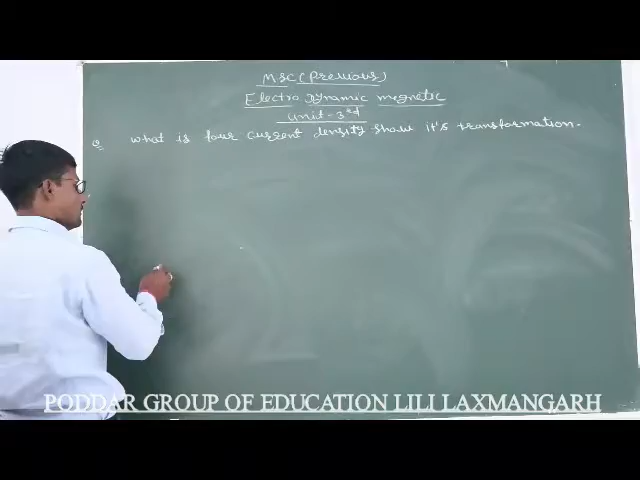 M.SC(Previous)
Electro Dynamic magnetic
unit-3rd
Q. what is four current density show it's transformation.
PODDAR GROUP OF EDUCATION LILI LAXMANGARH